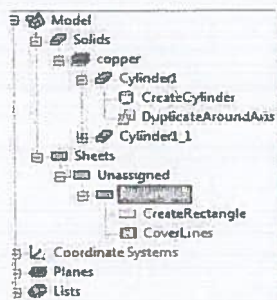 Model
Solids
copper
Cylinder1
CreateCylinder
DuplicateAroundAxis
Cylinder1_1
Sheets
Unassigned
CreateRectangle
CoverLines
Coordinate Systems
Planes
Lists